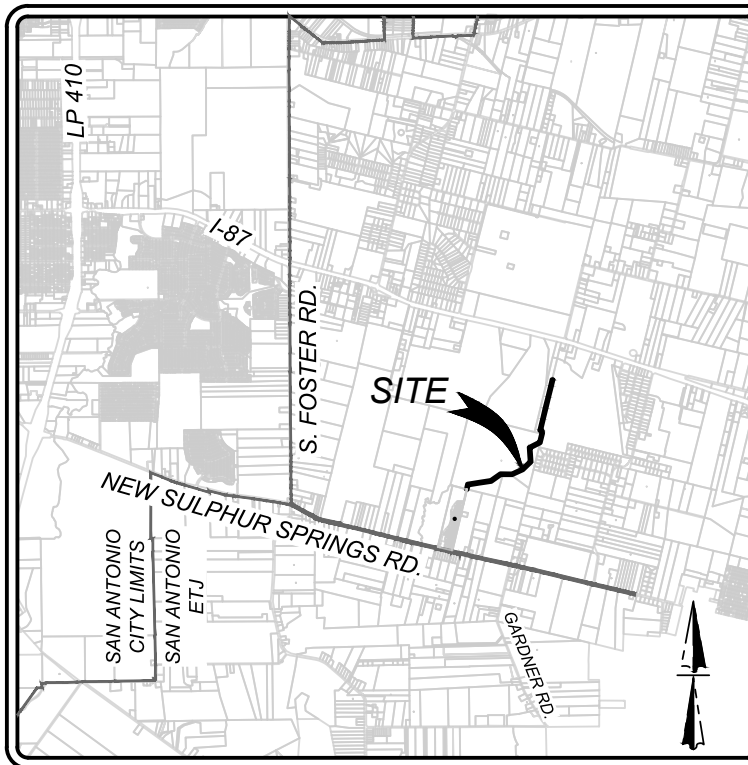 LP 410
I-87
S. FOSTER RD.
SITE
NEW SULPHUR SPRINGS RD.
SAN ANTONIO
CITY LIMITS
SAN ANTONIO
ETJ
GARDNER RD.